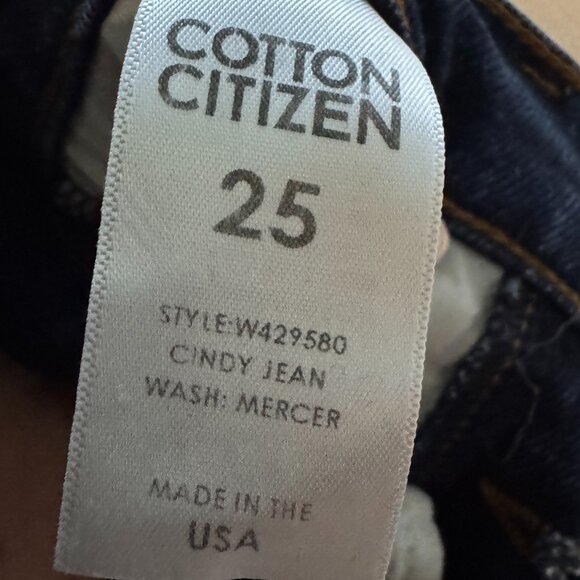 COTTON
CITIZEN
25
STYLE:W429580
CINDY JEAN
WASH: MERCER
MADE IN THE
USA